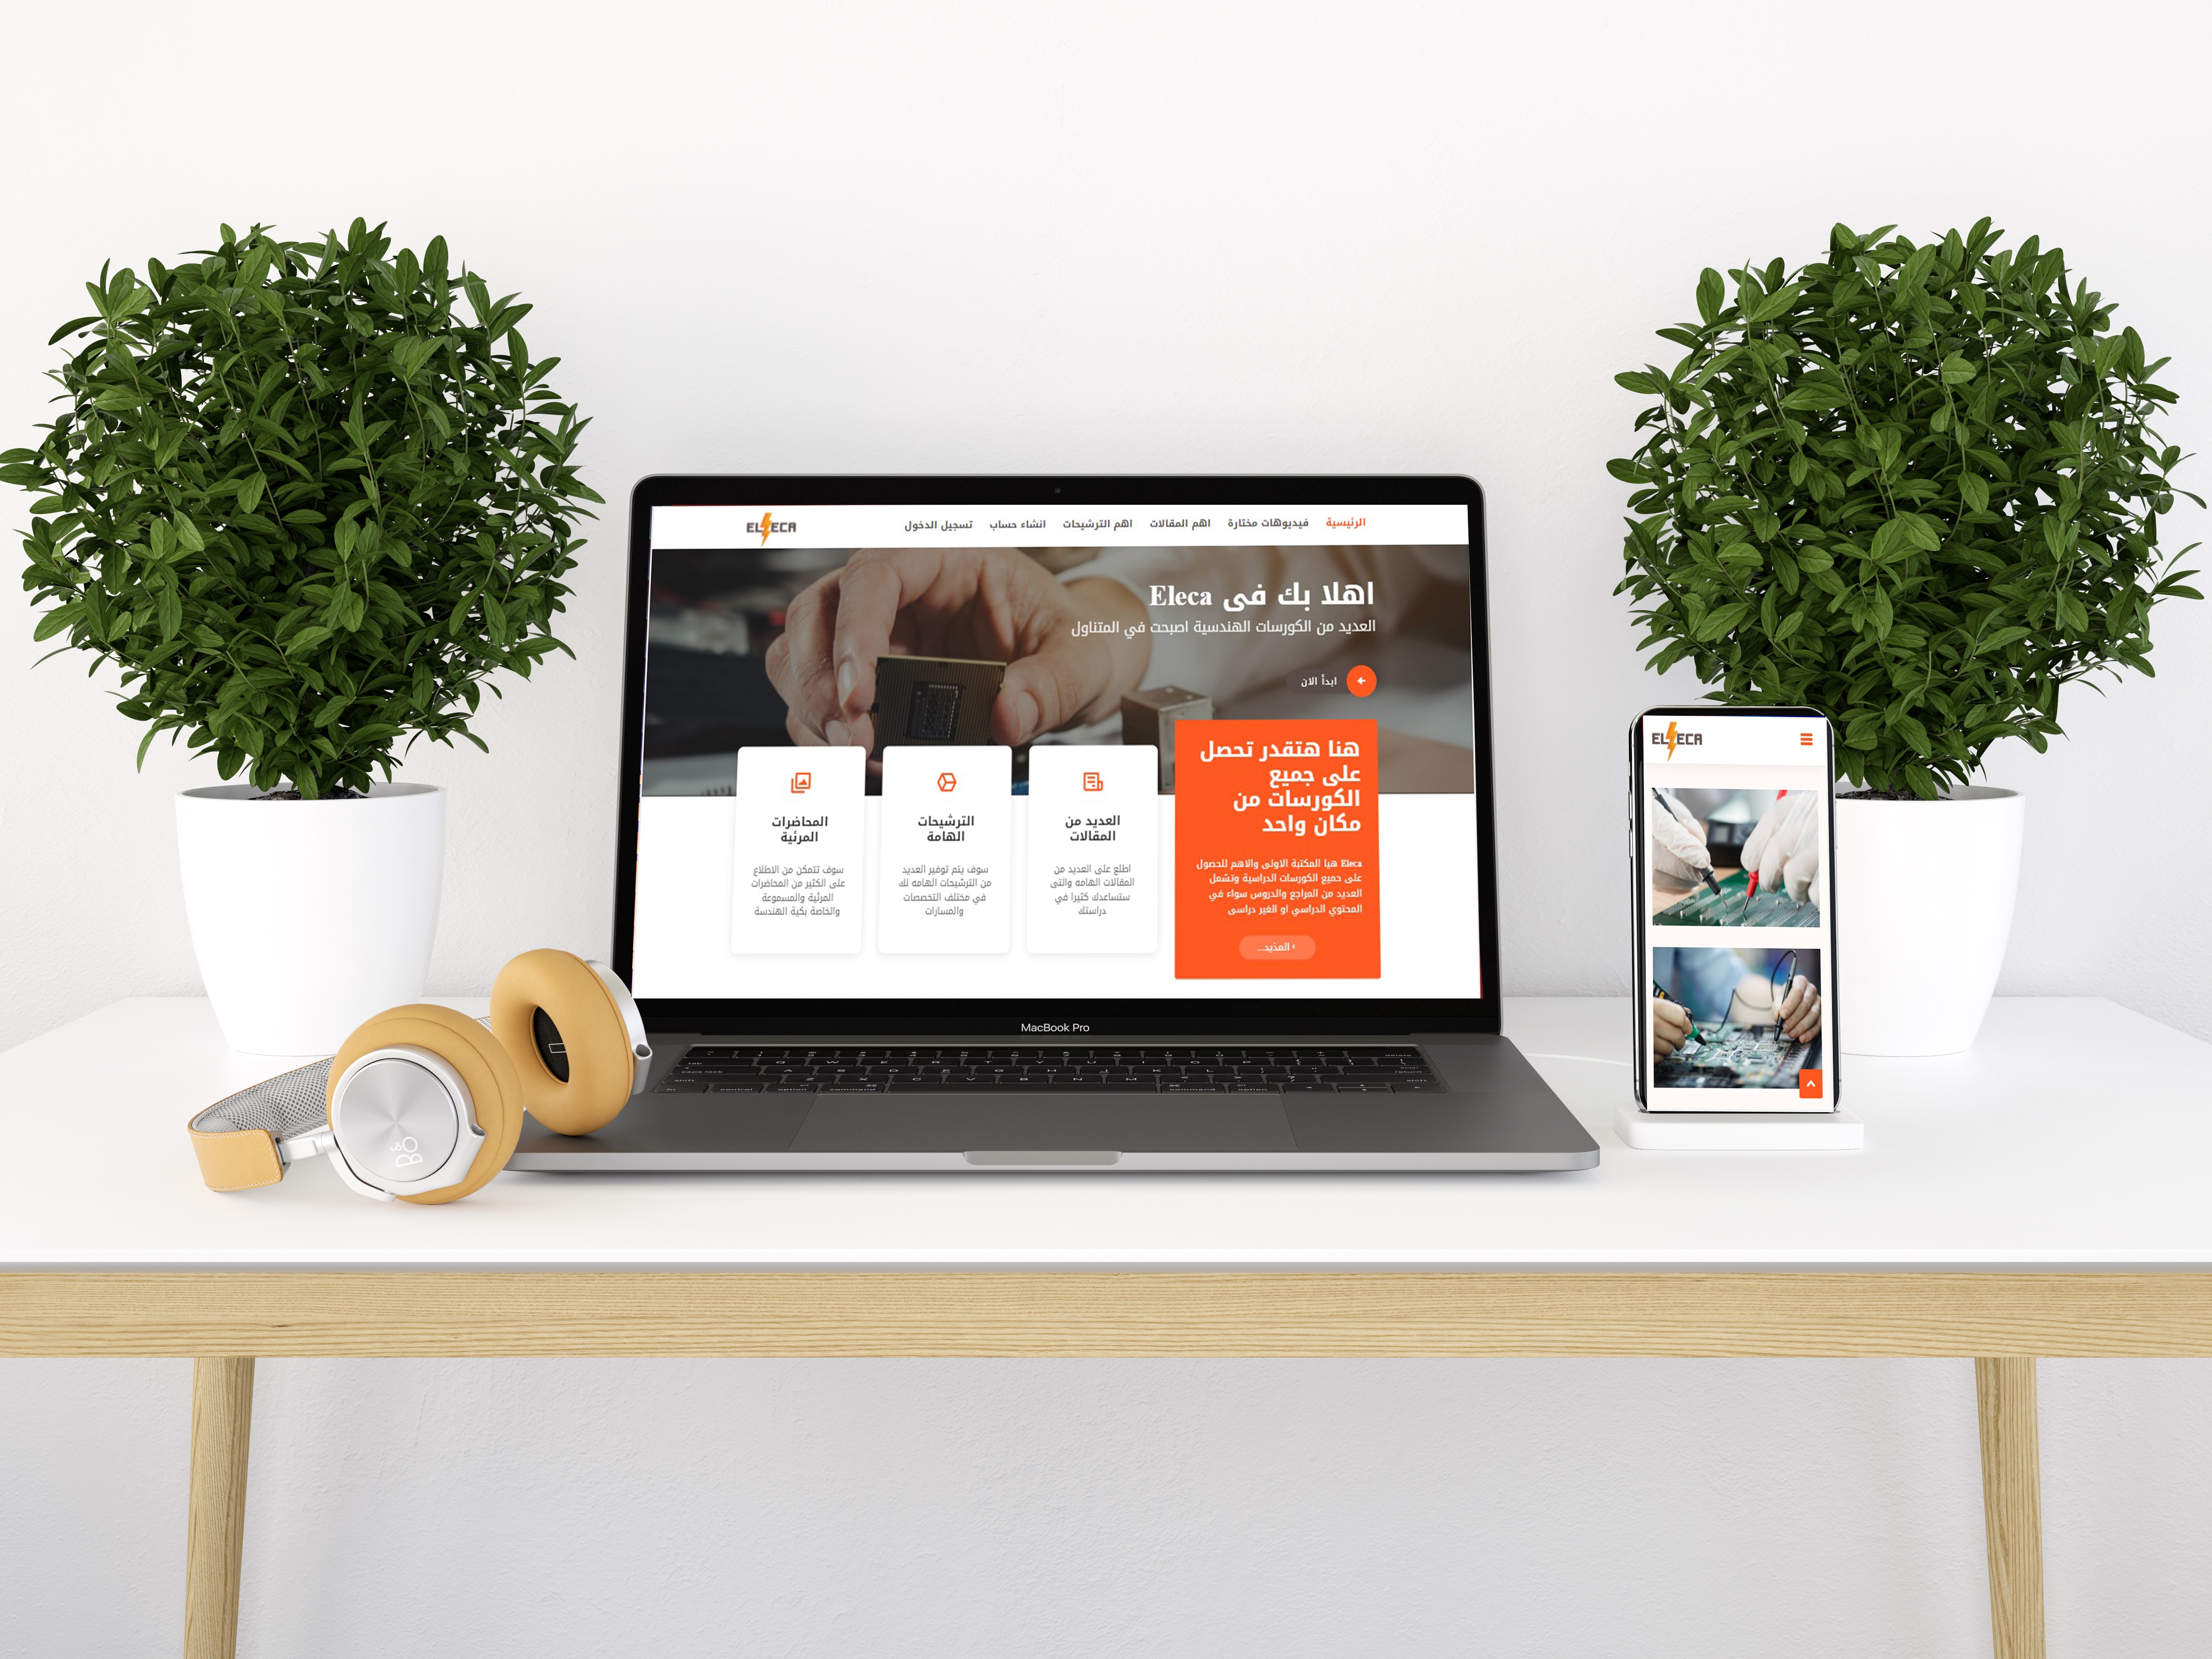 ELECA
الرئيسية
فيديوهات مختارة
اهم المقالات
اهم الترشيحات
انشاء حساب
تسجيل الدخول
اهلا بك فى Eleca
العديد من الكورسات الهندسية اصبحت في المتناول
ابدأ الان
هنا هتقدر تحصل
على جميع
الكورسات من
مكان واحد
Eleca هيا المكتبة الاولى والاهم للحصول
على جميع الكورسات الدراسية وتشمل
العديد من المراجع والدروس سواء في
المحتوي الدراسي او الغير دراسى
المذيد...
العديد من
المقالات
اطلع على العديد من
المقالات الهامه والتى
ستساعدك كثيرا في
دراستك
الترشيحات
الهامة
سوف يتم توفير العديد
من الترشيحات الهامه لك
في مختلف التخصصات
والمسارات
المحاضرات
المرئية
سوف تتمكن من الاطلاع
على الكثير من المحاضرات
المرئية والمسموعة
والخاصة بكية الهندسة
MacBook Pro
ELECA
B&O